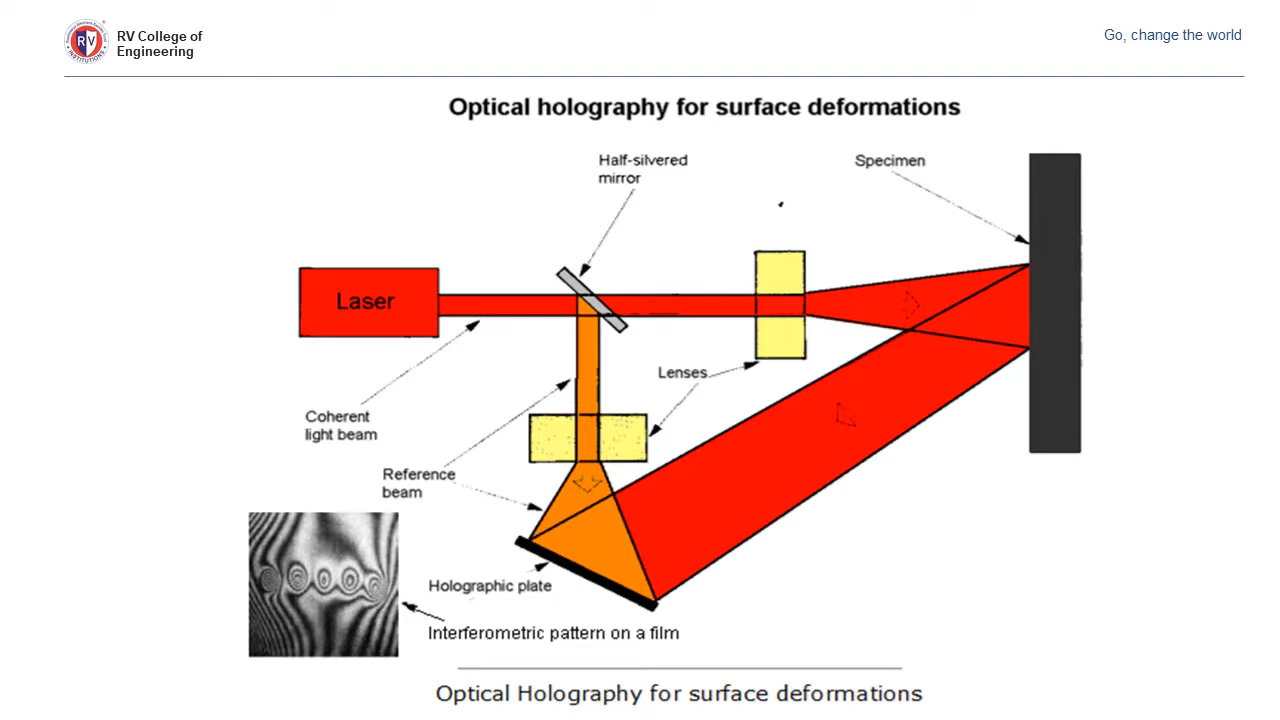 RV College of
Engineering
Go, change the world
Optical holography for surface deformations
Half-silvered
mirror
Specimen
Laser
Lenses
Coherent
light beam
Reference
beam
Holographic plate
Interferometric pattern on a film
Optical Holography for surface deformations